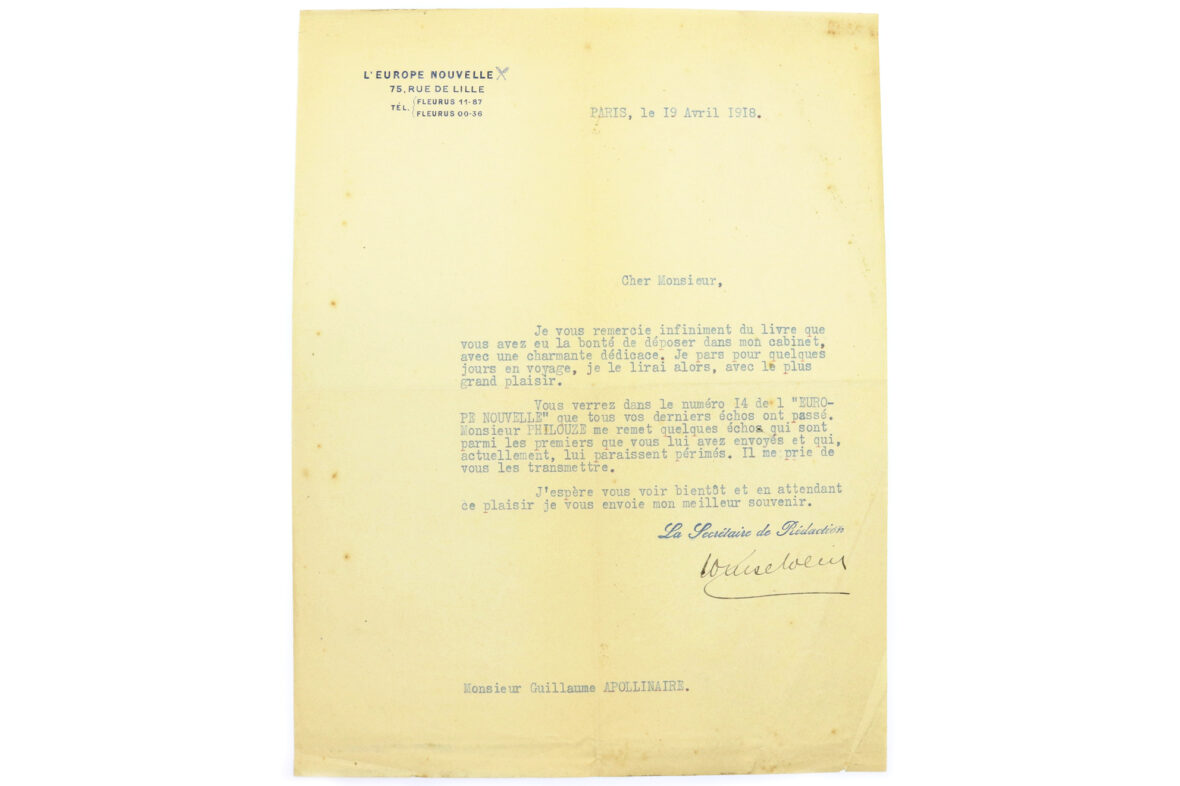 L'EUROPE NOUVELLE
75, RUE DE LILLE
TÉL. FLEURUS 11-87
FLEURUS 00-36
PARIS, le I9 Avril I9I8.
Cher Monsieur,
Je vous remercie infiniment du livre que
vous avez eu la bonté de déposer dans mon cabinet,
avec une charmante dédicace. Je pars pour quelques
jours en voyage, je le lirai alors, avec le plus
grand plaisir.
Vous verrez dans le numéro I4 de l "EURO-
PE NOUVELLE" que tous vos derniers échos ont passé.
Monsieur PHILOUZE me remet quelques échos qui sont
parmi les premiers que vous lui avez envoyés et qui,
actuellement, lui paraissent périmés. Il me prie de
vous les transmettre.
J'espère vous voir bientôt et en attendant
ce plaisir je vous envoie mon meilleur souvenir.
La Secrétaire de Rédaction
Louise Weiss
Monsieur Guillaume APOLLINAIRE.